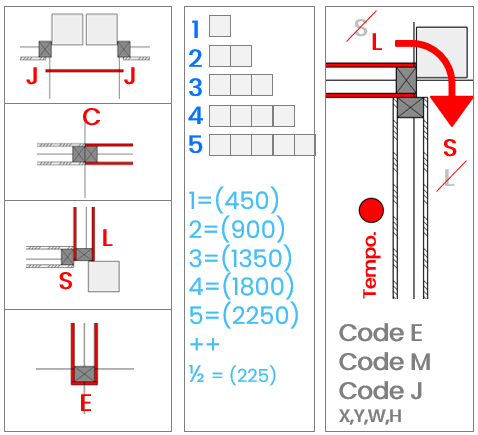 J
J
C
L
S
E
1
2
3
4
5
1=(450)
2=(900)
3=(1350)
4=(1800)
5=(2250)
++
½ = (225)
S
L
S
L
Tempo.
Code E
Code M
Code J
X,Y,W,H